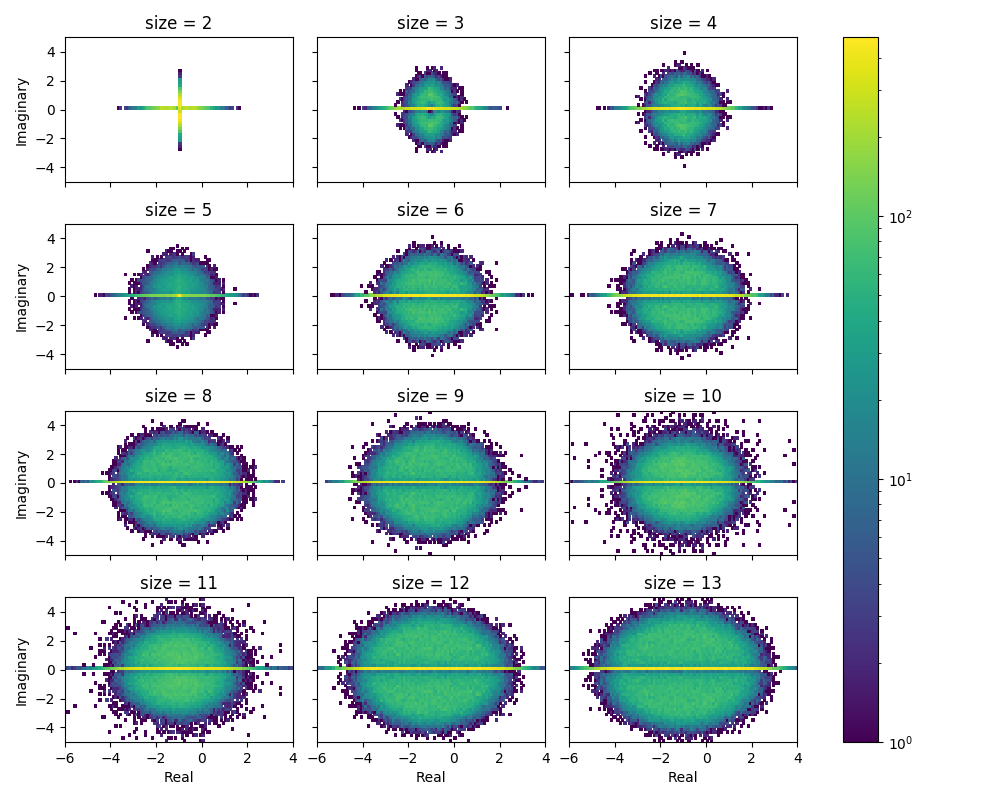 size = 2 size = 3 size = 4
4
2
0
−2
−4
Imaginary
size = 5 size = 6 size = 7
4
2
0
−2
−4
Imaginary
size = 8 size = 9 size = 10
4
2
0
−2
−4
Imaginary
size = 11 size = 12 size = 13
4
2
0
−2
−4
Imaginary
−6 −4 −2 0 2 4 −6 −4 −2 0 2 4 −6 −4 −2 0 2 4
Real Real Real
10²
10¹
10⁰